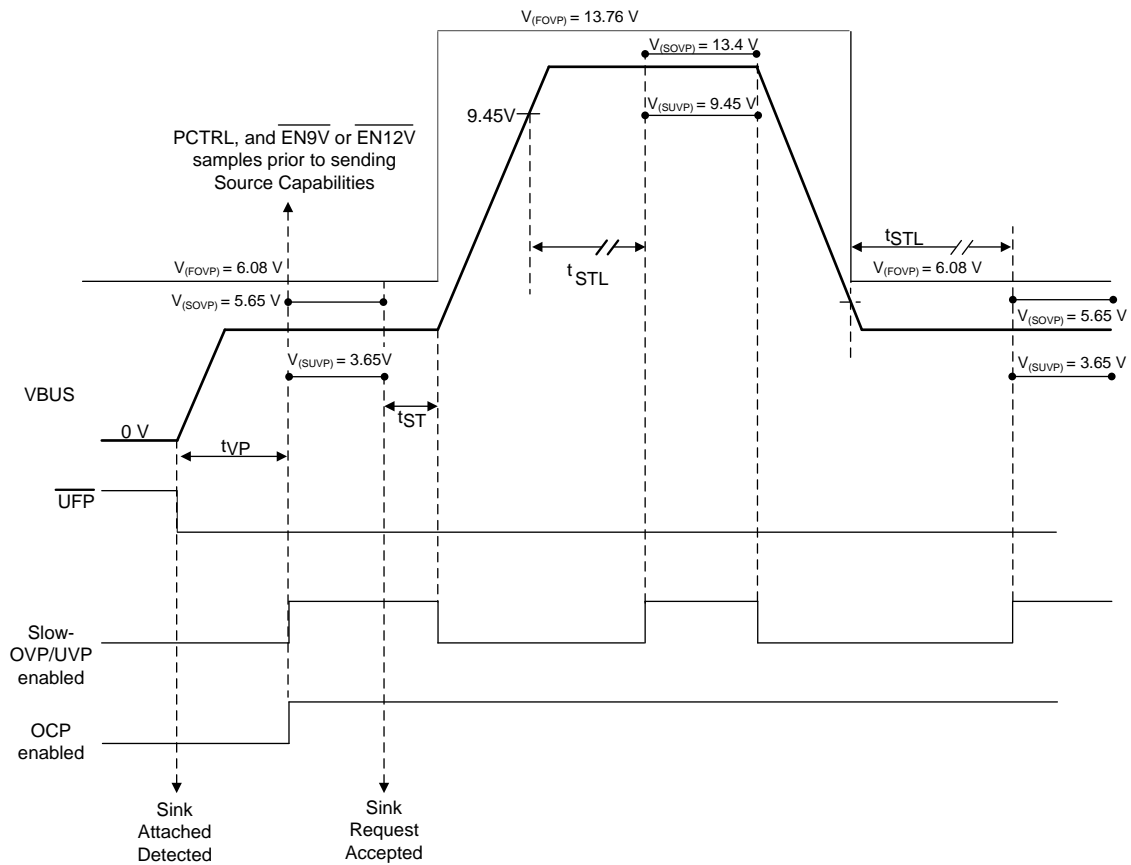 V(FOVP) = 13.76 V
V(SOVP) = 13.4 V
9.45V
V(SUVP) = 9.45 V
PCTRL, and EN9V or EN12V
samples prior to sending
Source Capabilities
tSTL
tSTL
V(FOVP) = 6.08 V
V(FOVP) = 6.08 V
V(SOVP) = 5.65 V
V(SOVP) = 5.65 V
V(SUVP) = 3.65V
V(SUVP) = 3.65 V
VBUS
tST
0 V
tVP
UFP
Slow-
OVP/UVP
enabled
OCP
enabled
Sink
Attached
Detected
Sink
Request
Accepted